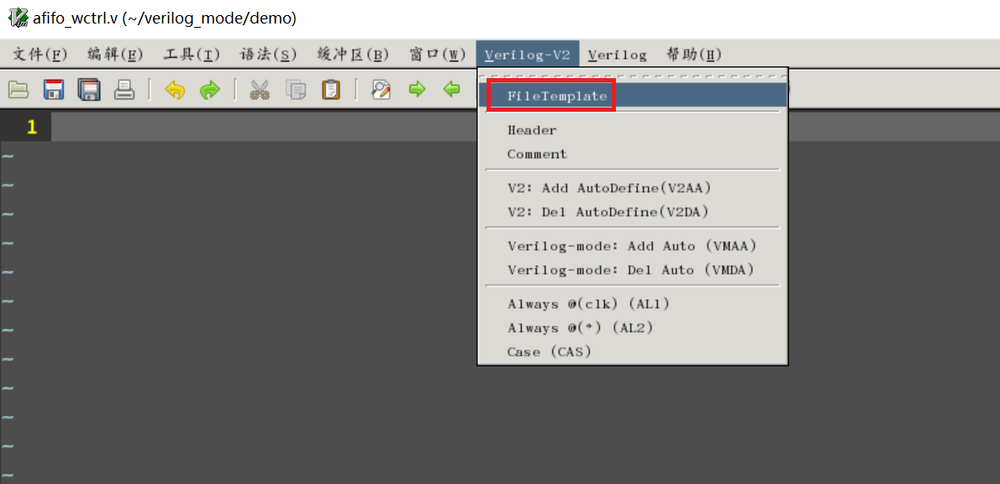 afifo_wctrl.v (~/verilog_mode/demo)
文件(F) 编辑(E) 工具(T) 语法(S) 缓冲区(B) 窗口(W) Verilog-V2 Verilog 帮助(H)
FileTemplate
1
Header
Comment
V2: Add AutoDefine(V2AA)
V2: Del AutoDefine(V2DA)
Verilog-mode: Add Auto (VMAA)
Verilog-mode: Del Auto (VMDA)
Always @(clk) (AL1)
Always @(*) (AL2)
Case (CAS)